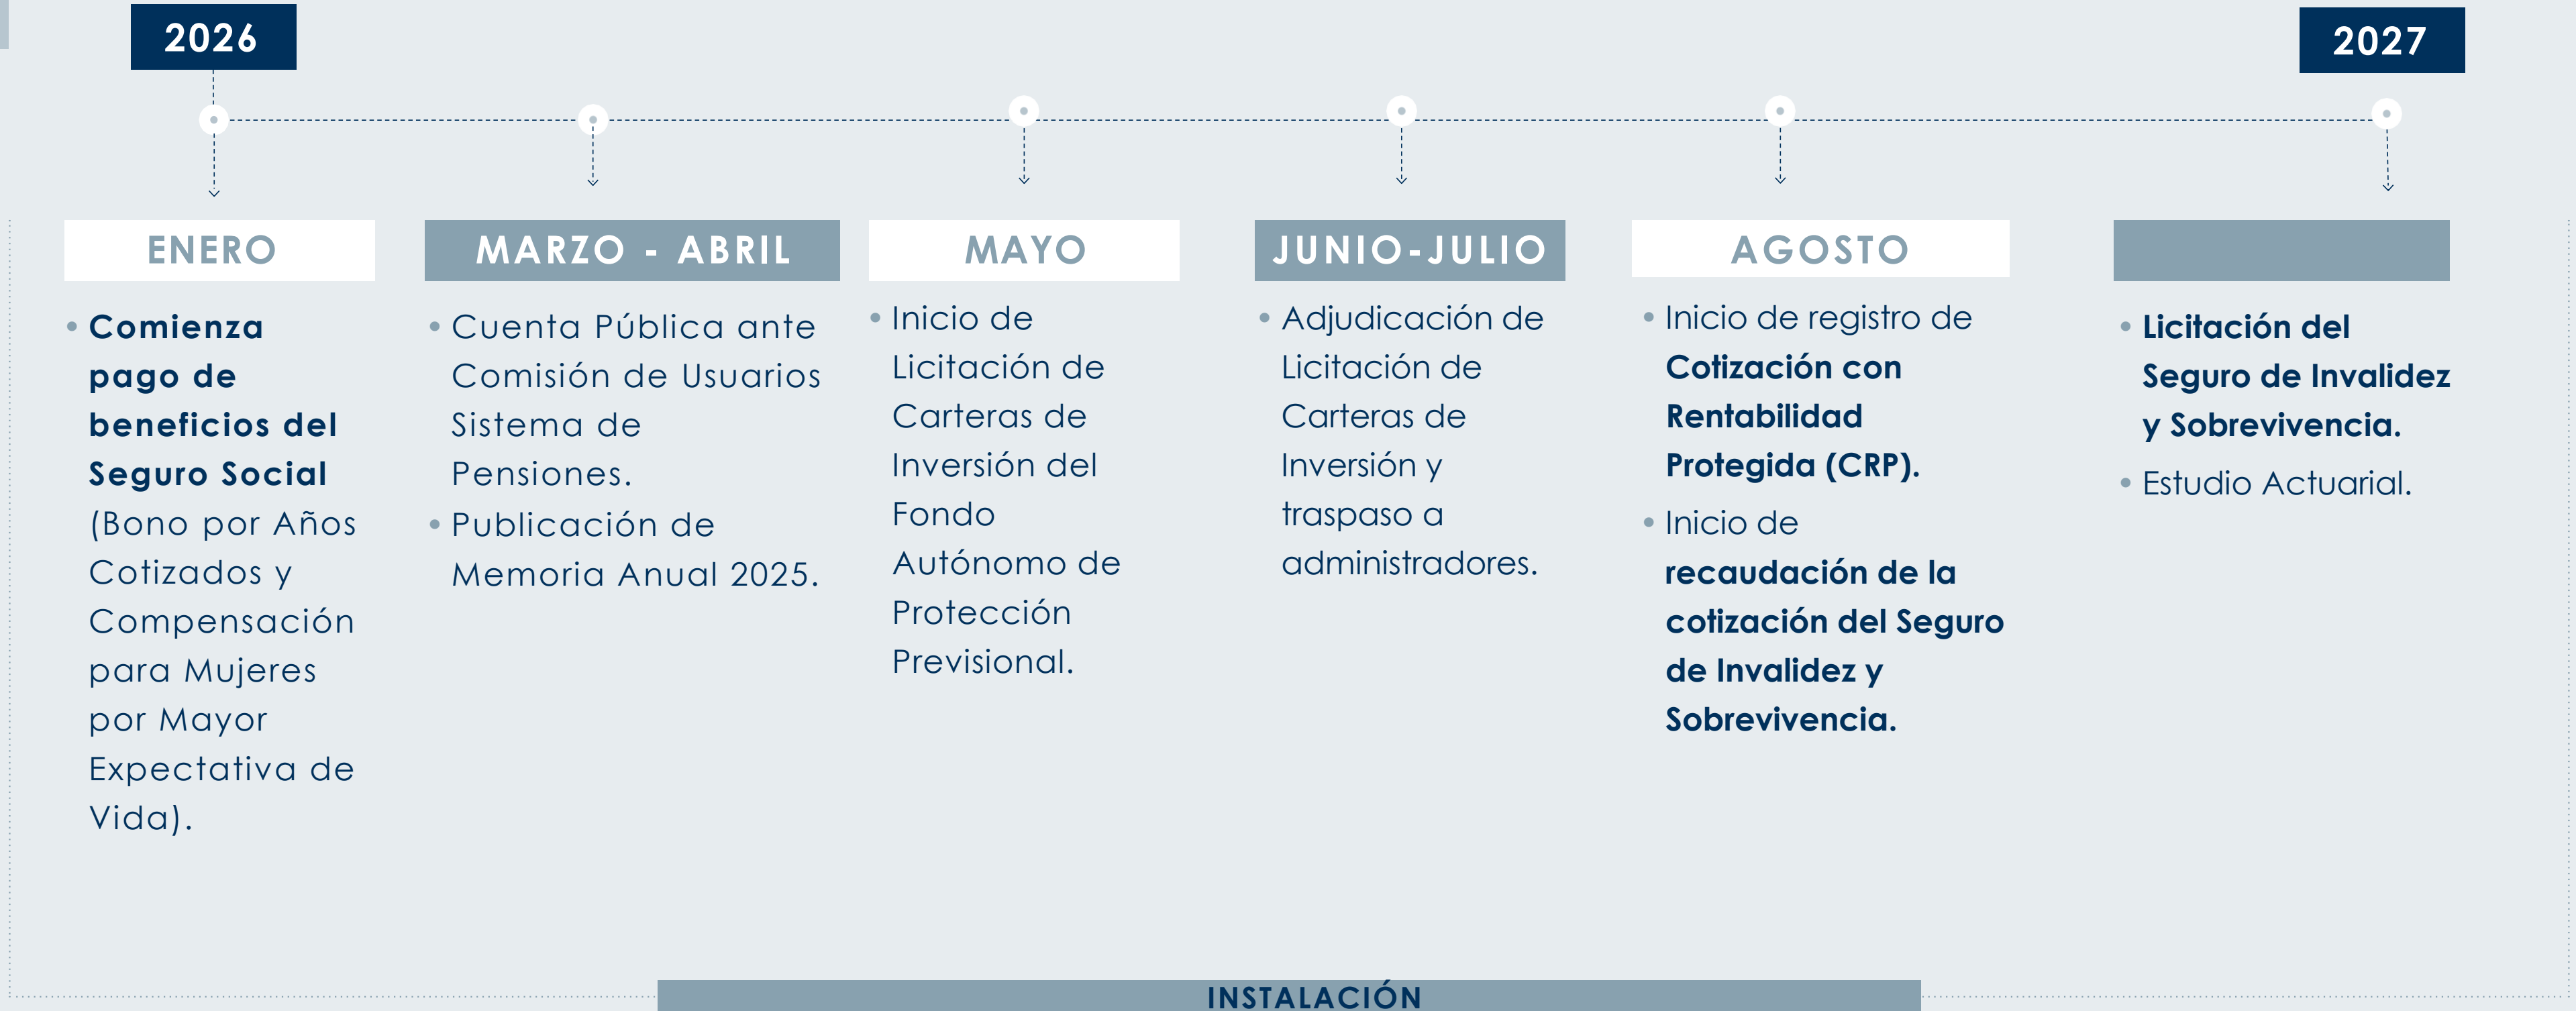 2026
2027
ENERO
• Comienza
pago de
beneficios del
Seguro Social
(Bono por Años
Cotizados y
Compensación
para Mujeres
por Mayor
Expectativa de
Vida).
MARZO - ABRIL
• Cuenta Pública ante
Comisión de Usuarios
Sistema de
Pensiones.
• Publicación de
Memoria Anual 2025.
MAYO
• Inicio de
Licitación de
Carteras de
Inversión del
Fondo
Autónomo de
Protección
Previsional.
JUNIO-JULIO
• Adjudicación de
Licitación de
Carteras de
Inversión y
traspaso a
administradores.
AGOSTO
• Inicio de registro de
Cotización con
Rentabilidad
Protegida (CRP).
• Inicio de
recaudación de la
cotización del Seguro
de Invalidez y
Sobrevivencia.
• Licitación del
Seguro de Invalidez
y Sobrevivencia.
• Estudio Actuarial.
INSTALACIÓN